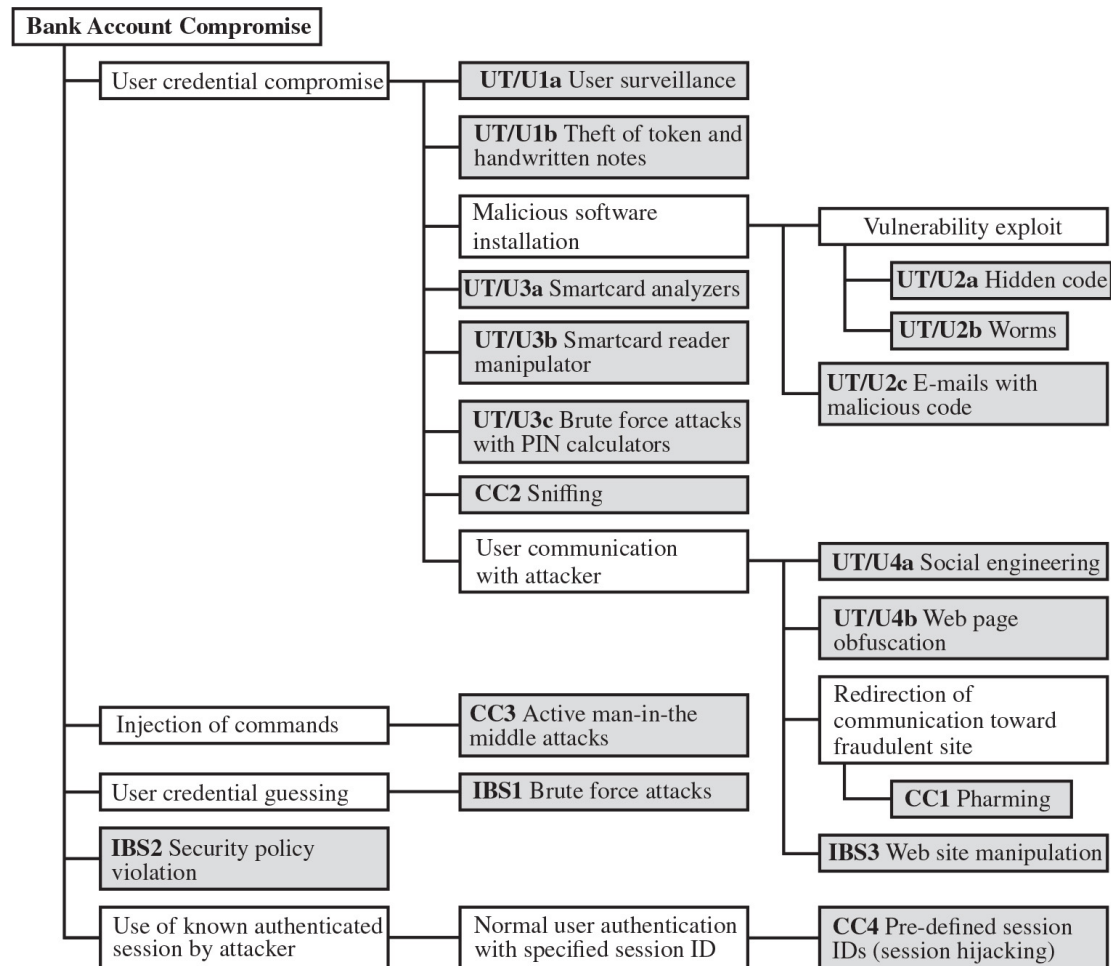 Bank Account Compromise
User credential compromise
UT/U1a User surveillance
UT/U1b Theft of token and
handwritten notes
Malicious software
installation
Vulnerability exploit
UT/U2a Hidden code
UT/U2b Worms
UT/U2c E-mails with
malicious code
UT/U3a Smartcard analyzers
UT/U3b Smartcard reader
manipulator
UT/U3c Brute force attacks
with PIN calculators
CC2 Sniffing
User communication
with attacker
UT/U4a Social engineering
UT/U4b Web page
obfuscation
Redirection of
communication toward
fraudulent site
CC1 Pharming
IBS3 Web site manipulation
Injection of commands
CC3 Active man-in-the
middle attacks
User credential guessing
IBS1 Brute force attacks
IBS2 Security policy
violation
Use of known authenticated
session by attacker
Normal user authentication
with specified session ID
CC4 Pre-defined session
IDs (session hijacking)